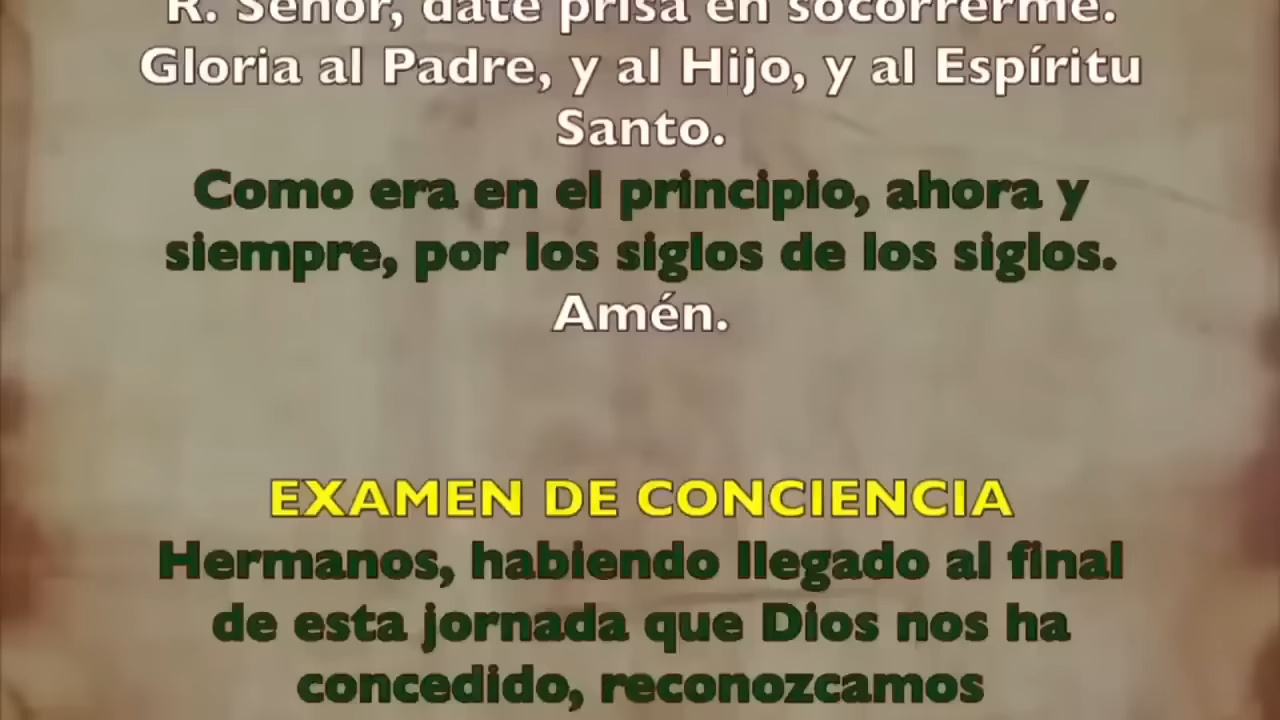 R. Señor, date prisa en socorrerme.
Gloria al Padre, y al Hijo, y al Espíritu
Santo.
Como era en el principio, ahora y
siempre, por los siglos de los siglos.
Amén.
EXAMEN DE CONCIENCIA
Hermanos, habiendo llegado al final
de esta jornada que Dios nos ha
concedido, reconozcamos